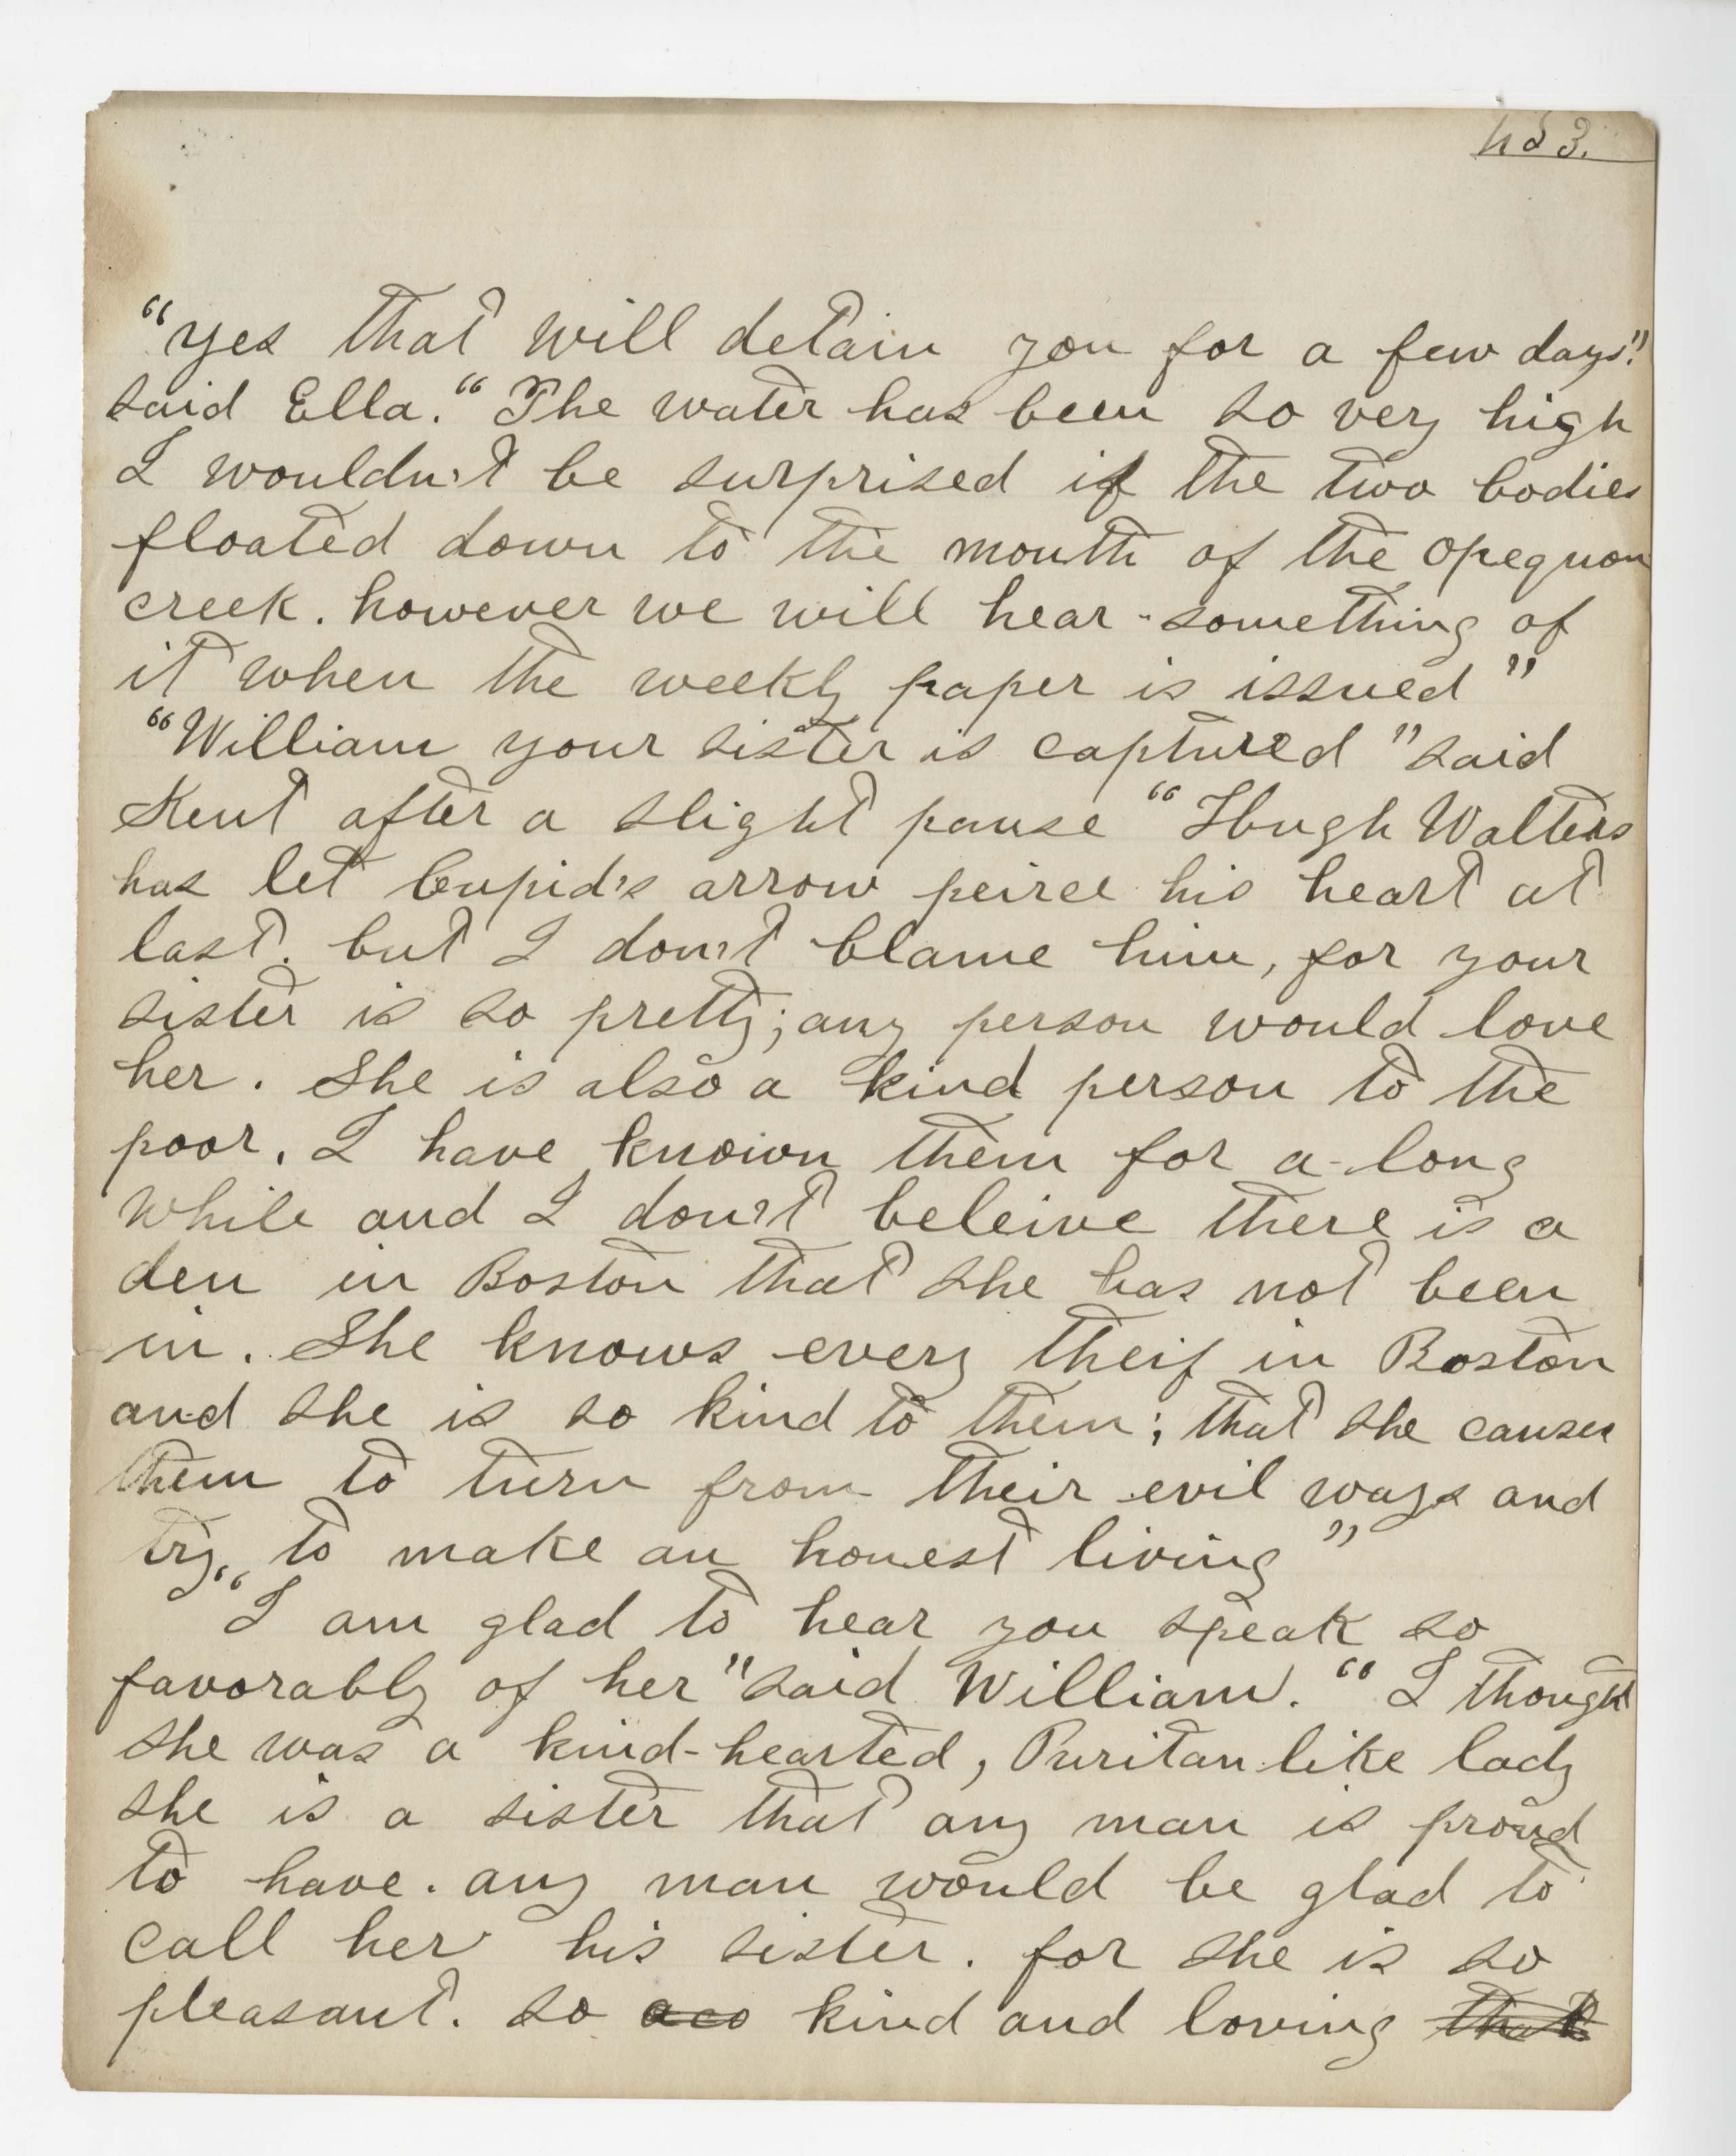 453.
"yes that will detain you for a few days."
said Ella. "The water has been so very high
I wouldn't be surprised if the two bodies
floated down to the mouth of the Opequon
creek. however we will hear something of
it when the weekly paper is issued"
"William your sister is captured" said
Kent after a slight pause "Hugh Walters
has let Cupid's arrow peirce his heart at
last. but I don't blame him, for your
sister is so pretty; any person would love
her. She is also a kind person to the
poor. I have known them for a long
while and I don't beleive there is a
den in Boston that she has not been
in. She knows every theif in Boston
and she is so kind to them; that she causes
them to turn from their evil ways and
try to make an honest living"
"I am glad to hear you speak so
favorably of her" said William. "I thought
she was a kind-hearted, Puritan like lady
she is a sister that any man is proud
to have. any man would be glad to
call her his sister. for she is so
pleasant. so kind and loving that